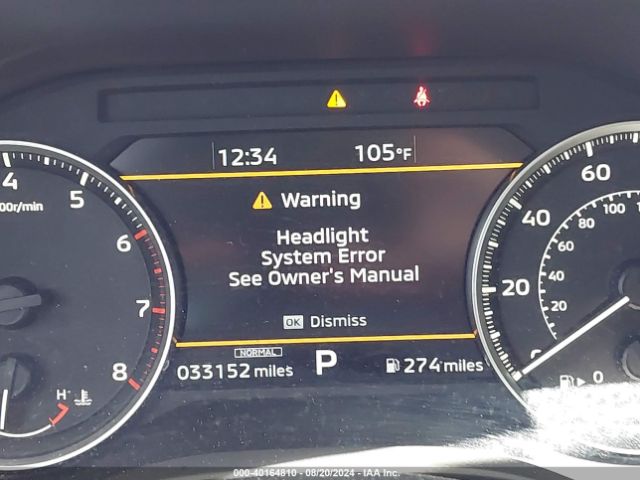 12:34 105°F
Warning
Headlight
System Error
See Owner's Manual
OK Dismiss
NORMAL
033152 miles P 274 miles
4
5
6
7
8
00r/min
H
0
20
40
60
20
40
60
80
100
0
000-40164810 - 08/20/2024 - IAA Inc.